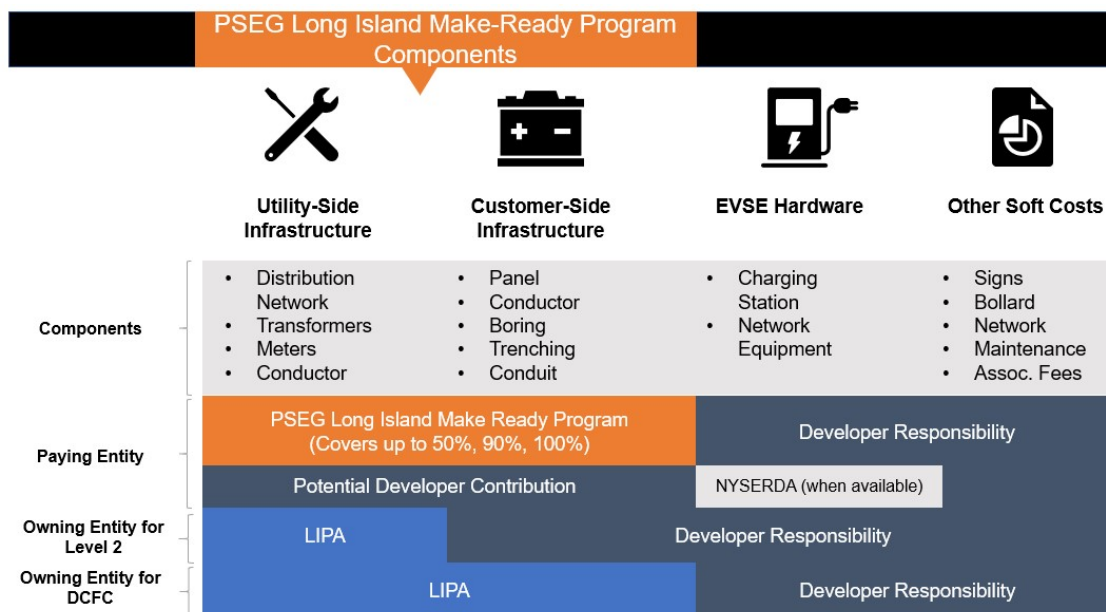 PSEG Long Island Make-Ready Program
Components
+ -
Utility-Side
Infrastructure
Customer-Side
Infrastructure
EVSE Hardware
Other Soft Costs
Components
• Distribution
Network
• Transformers
• Meters
• Conductor
• Panel
• Conductor
• Boring
• Trenching
• Conduit
• Charging
Station
• Network
Equipment
• Signs
• Bollard
• Network
• Maintenance
• Assoc. Fees
Paying Entity
PSEG Long Island Make Ready Program
(Covers up to 50%, 90%, 100%)
Developer Responsibility
Potential Developer Contribution
NYSERDA (when available)
Owning Entity for
Level 2
LIPA
Developer Responsibility
Owning Entity for
DCFC
LIPA
Developer Responsibility